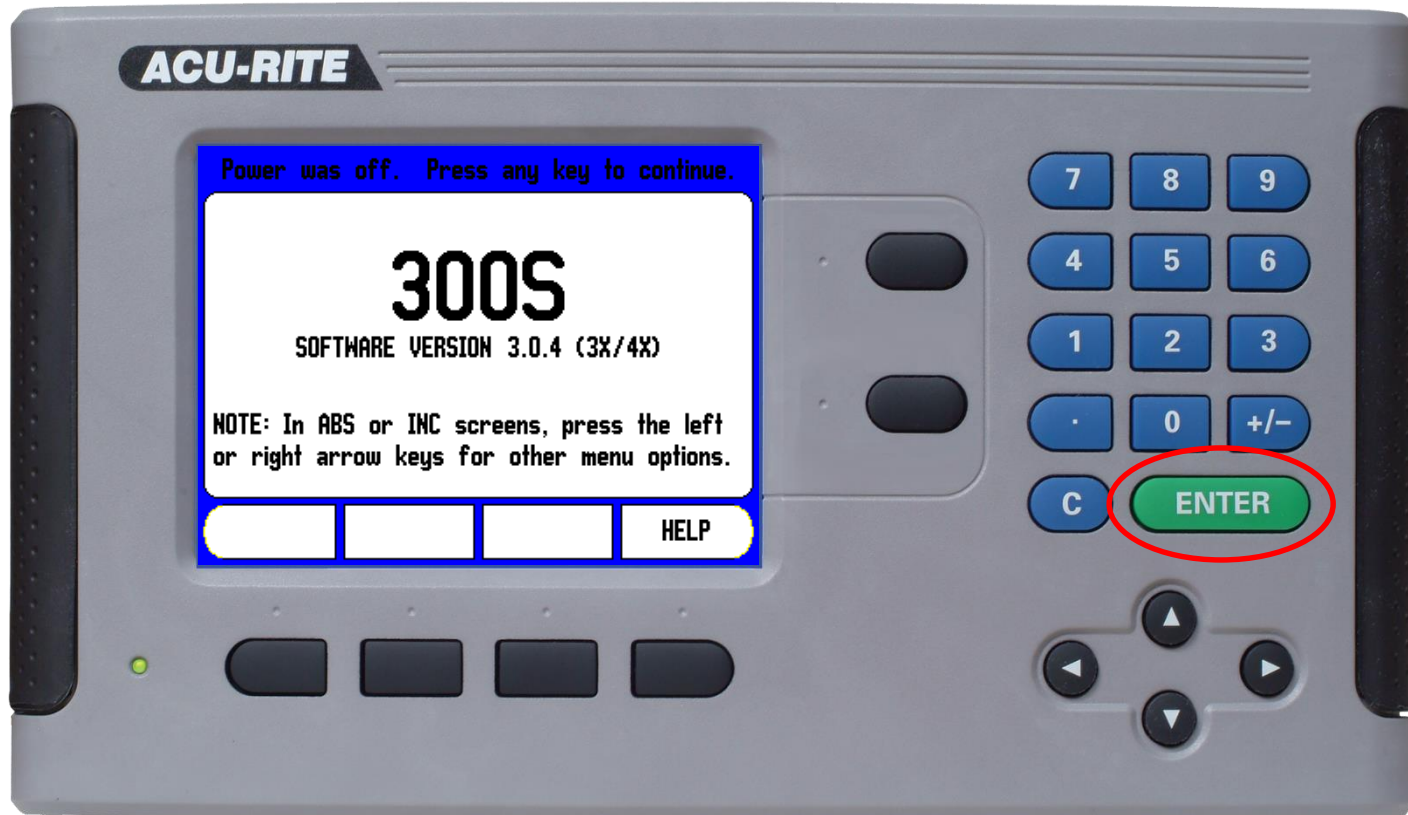 ACU-RITE
Power was off. Press any key to continue.
300S
SOFTWARE VERSION 3.0.4 (3X/4X)
NOTE: In ABS or INC screens, press the left
or right arrow keys for other menu options.
HELP
7 8 9
4 5 6
1 2 3
. 0 +/-
C ENTER